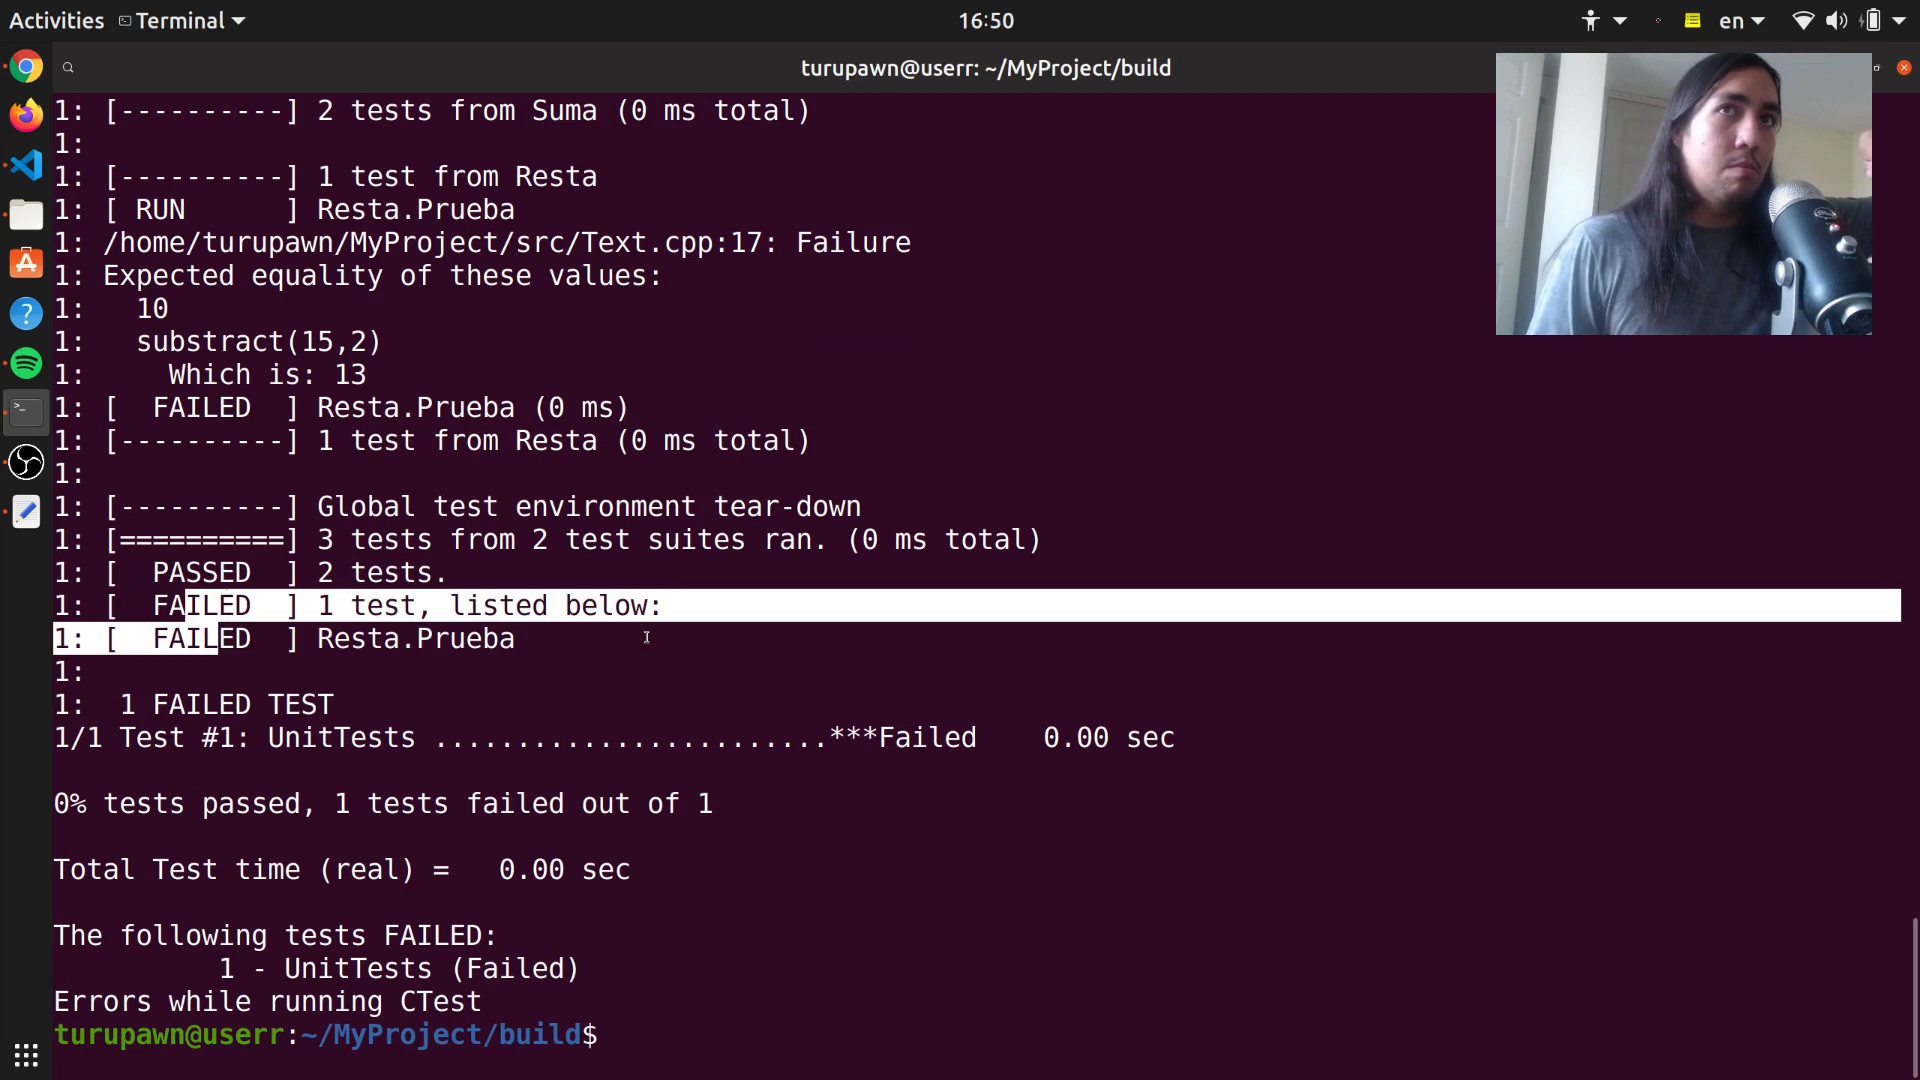 Activities Terminal 16:50 en
turupawn@userr: ~/MyProject/build
1: [----------] 2 tests from Suma (0 ms total)
1:
1: [----------] 1 test from Resta
1: [ RUN      ] Resta.Prueba
1: /home/turupawn/MyProject/src/Text.cpp:17: Failure
1: Expected equality of these values:
1:   10
1:   substract(15,2)
1:     Which is: 13
1: [  FAILED  ] Resta.Prueba (0 ms)
1: [----------] 1 test from Resta (0 ms total)
1:
1: [----------] Global test environment tear-down
1: [==========] 3 tests from 2 test suites ran. (0 ms total)
1: [  PASSED  ] 2 tests.
1: [  FAILED  ] 1 test, listed below:
1: [  FAILED  ] Resta.Prueba
1:
1:  1 FAILED TEST
1/1 Test #1: UnitTests ........................***Failed    0.00 sec
0% tests passed, 1 tests failed out of 1
Total Test time (real) =   0.00 sec
The following tests FAILED:
          1 - UnitTests (Failed)
Errors while running CTest
turupawn@userr:~/MyProject/build$